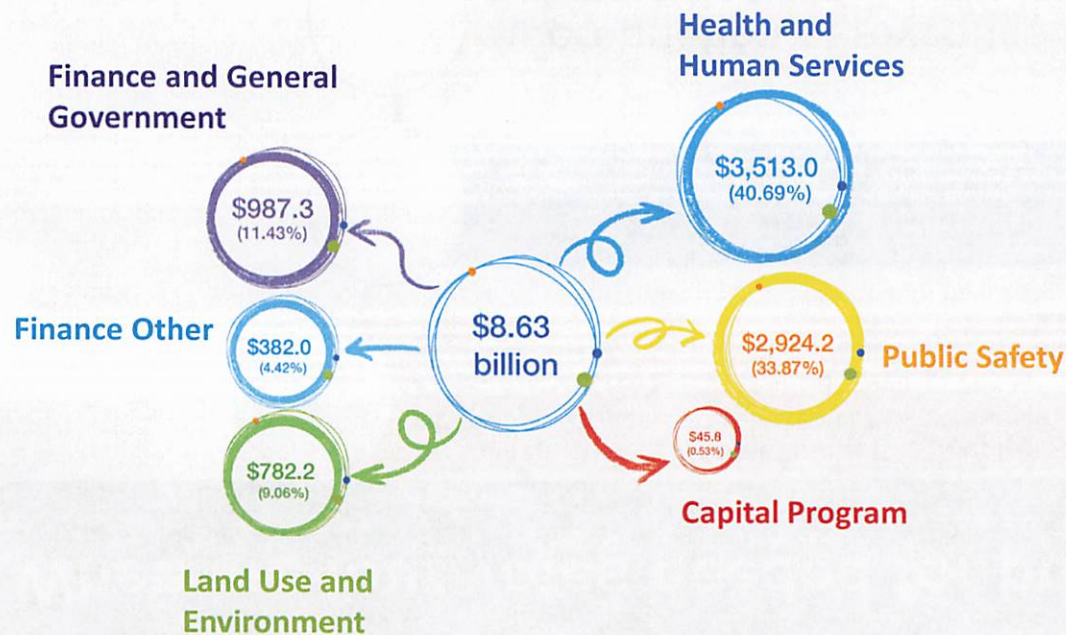 Health and
Human Services
$3,513.0
(40.69%)
Finance and General
Government
$987.3
(11.43%)
Finance Other
$382.0
(4.42%)
$8.63
billion
$2,924.2
(33.87%)
Public Safety
$782.2
(9.06%)
Land Use and
Environment
$45.8
(0.53%)
Capital Program